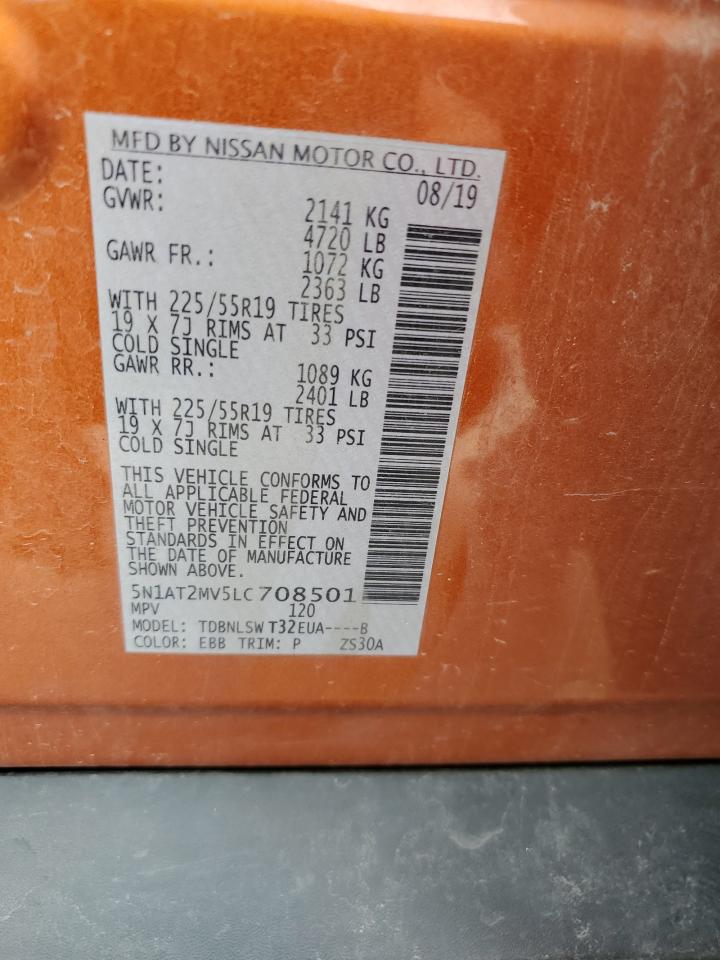 MFD BY NISSAN MOTOR CO., LTD.
DATE: 08/19
GVWR: 2141 KG
4720 LB
GAWR FR.: 1072 KG
2363 LB
WITH 225/55R19 TIRES
19 X 7J RIMS AT 33 PSI
COLD SINGLE
GAWR RR.: 1089 KG
2401 LB
WITH 225/55R19 TIRES
19 X 7J RIMS AT 33 PSI
COLD SINGLE
THIS VEHICLE CONFORMS TO
ALL APPLICABLE FEDERAL
MOTOR VEHICLE SAFETY AND
THEFT PREVENTION
STANDARDS IN EFFECT ON
THE DATE OF MANUFACTURE
SHOWN ABOVE.
5N1AT2MV5LC708501
MPV 120
MODEL: TDBNLSW T32EUA----B
COLOR: EBB TRIM: P ZS30A